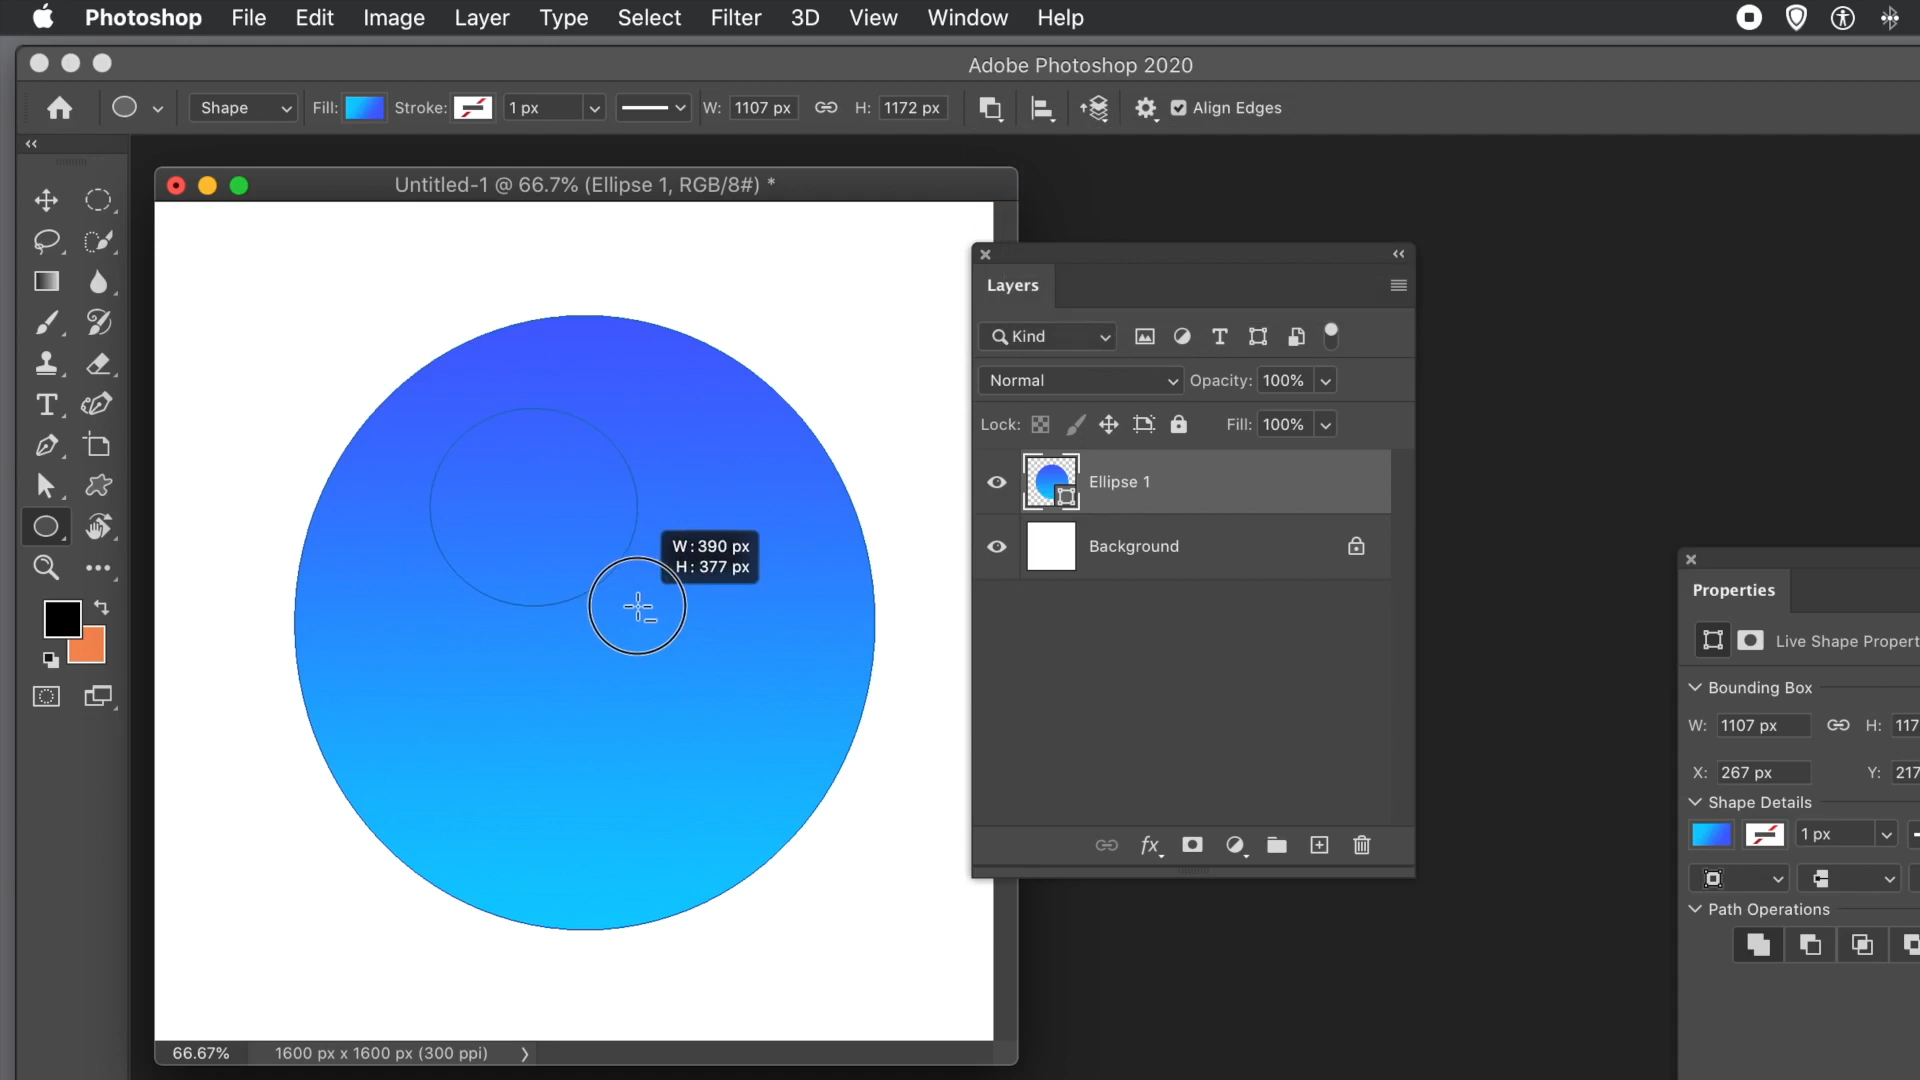 Photoshop File Edit Image Layer Type Select Filter 3D View Window Help
Adobe Photoshop 2020
Shape Fill: Stroke: 1 px W: 1107 px H: 1172 px Align Edges
Untitled-1 @ 66.7% (Ellipse 1, RGB/8#) *
Layers
Kind
Normal Opacity: 100%
Lock: Fill: 100%
Ellipse 1
W: 390 px
H: 377 px
Background
Properties
Live Shape Propert
Bounding Box
W: 1107 px H: 117
X: 267 px Y: 217
Shape Details
1 px
fx
Path Operations
66.67% 1600 px x 1600 px (300 ppi)